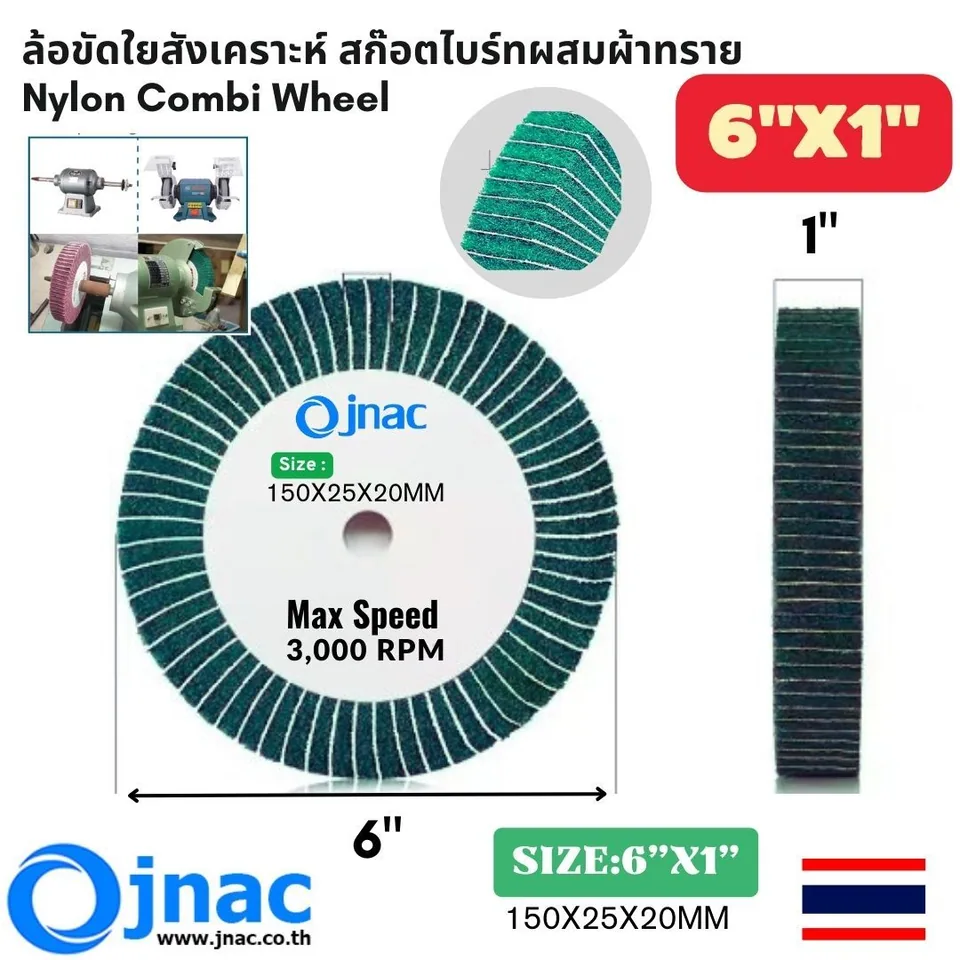 ล้อขัดใยสังเคราะห์ สก๊อตไบร์ทผสมผ้าทราย
Nylon Combi Wheel
6"X1"
1"
jnac
Size :
150X25X20MM
Max Speed
3,000 RPM
6"
SIZE:6”X1”
150X25X20MM
jnac
www.jnac.co.th